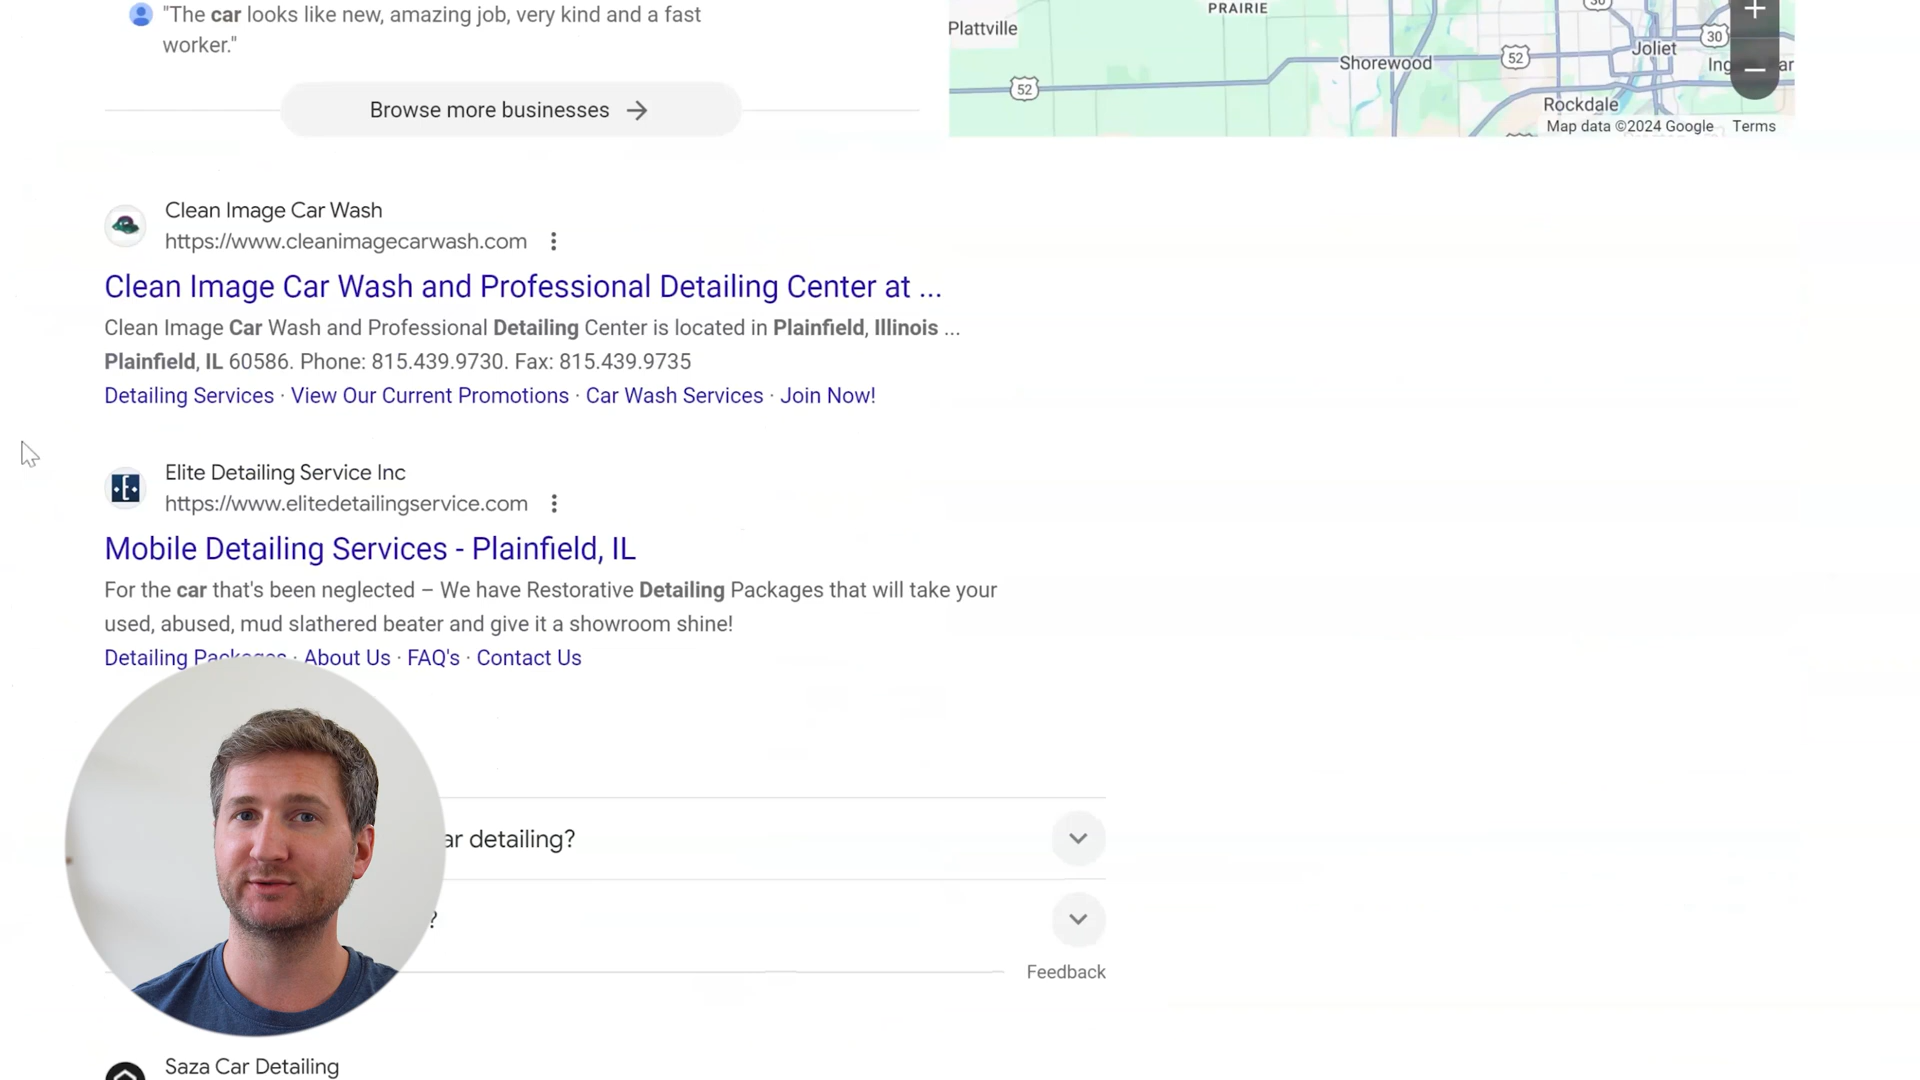 "The car looks like new, amazing job, very kind and a fast
worker."
Browse more businesses
PRAIRIE
Plattville
Shorewood
Joliet
Rockdale
52
52
30
30
Map data ©2024 Google
Terms
Clean Image Car Wash
https://www.cleanimagecarwash.com
Clean Image Car Wash and Professional Detailing Center at ...
Clean Image Car Wash and Professional Detailing Center is located in Plainfield, Illinois ...
Plainfield, IL 60586. Phone: 815.439.9730. Fax: 815.439.9735
Detailing Services · View Our Current Promotions · Car Wash Services · Join Now!
Elite Detailing Service Inc
https://www.elitedetailingservice.com
Mobile Detailing Services - Plainfield, IL
For the car that's been neglected – We have Restorative Detailing Packages that will take your
used, abused, mud slathered beater and give it a showroom shine!
Detailing Packages · About Us · FAQ's · Contact Us
ar detailing?
?
Feedback
Saza Car Detailing